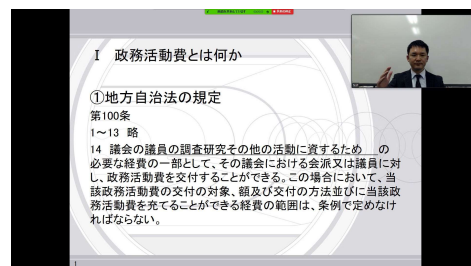 Ⅰ　政務活動費とは何か
①地方自治法の規定
第100条
1～13　略
14　議会の議員の調査研究その他の活動に資するため　の
必要な経費の一部として、その議会における会派又は議員に対
し、政務活動費を交付することができる。この場合において、当
該政務活動費の交付の対象、額及び交付の方法並びに当該政
務活動費を充てることができる経費の範囲は、条例で定めなけ
ればならない。